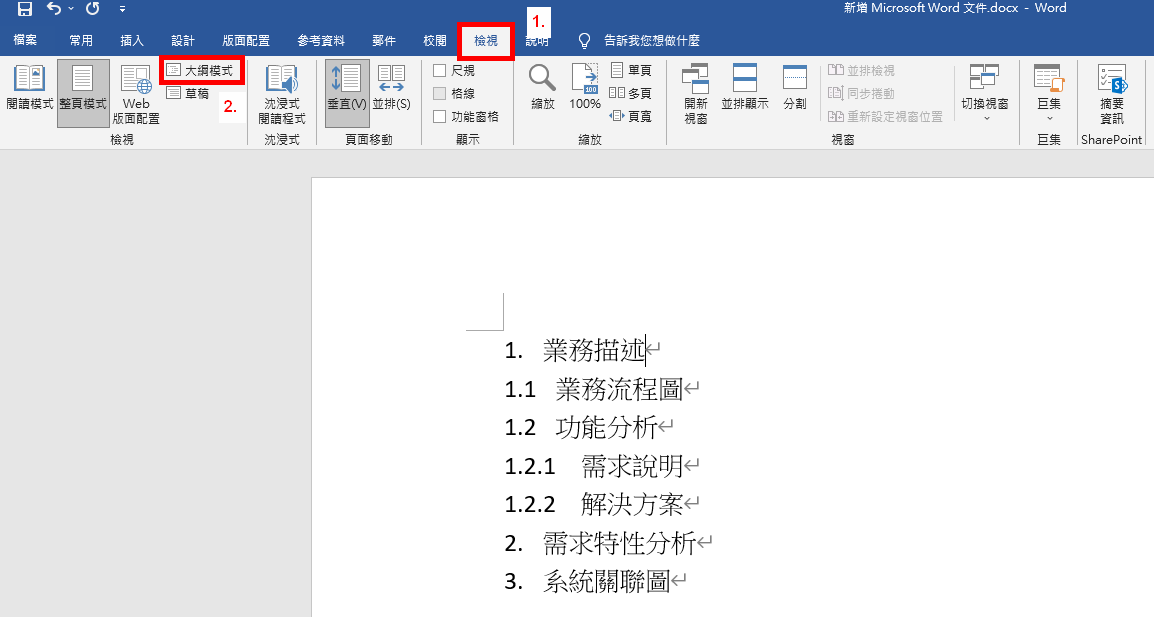 新增 Microsoft Word 文件.docx - Word
1.
檔案 常用 插入 設計 版面配置 參考資料 郵件 校閱 檢視 說明 告訴我您想做什麼
閱讀模式 整頁模式 Web 版面配置
大綱模式
草稿
2.
檢視
沈浸式
閱讀程式
沈浸式
垂直(V) 並排(S)
頁面移動
尺規
格線
功能窗格
顯示
縮放 100%
100
單頁
多頁
頁寬
縮放
開新
視窗
並排顯示 分割
並排檢視
同步捲動
重新設定視窗位置
切換視窗
視窗
巨集
巨集
摘要
資訊
SharePoint
1. 業務描述↵
1.1 業務流程圖↵
1.2 功能分析↵
1.2.1 需求說明↵
1.2.2 解決方案↵
2. 需求特性分析↵
3. 系統關聯圖↵